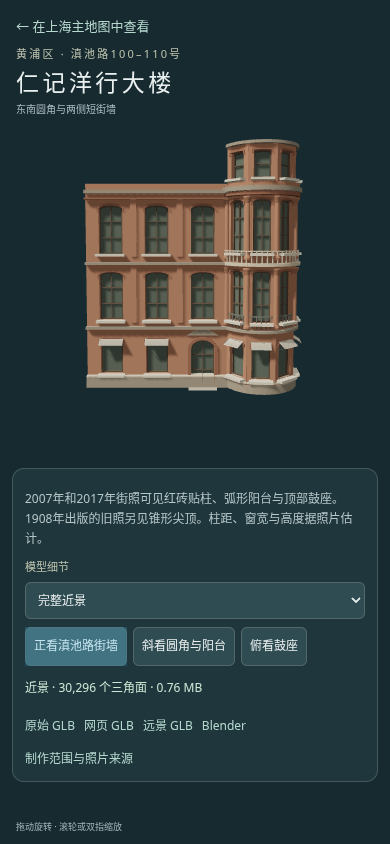 ← 在上海主地图中查看
黄浦区 · 滇池路100–110号
仁记洋行大楼
东南圆角与两侧短街墙
2007年和2017年街照可见红砖贴柱、弧形阳台与顶部鼓座。
1908年出版的旧照另见锥形尖顶。柱距、窗宽与高度据照片估
计。
模型细节
完整近景
正看滇池路街墙 斜看圆角与阳台 俯看鼓座
近景 · 30,296 个三角面 · 0.76 MB
原始 GLB 网页 GLB 远景 GLB Blender
制作范围与照片来源
拖动旋转 · 滚轮或双指缩放